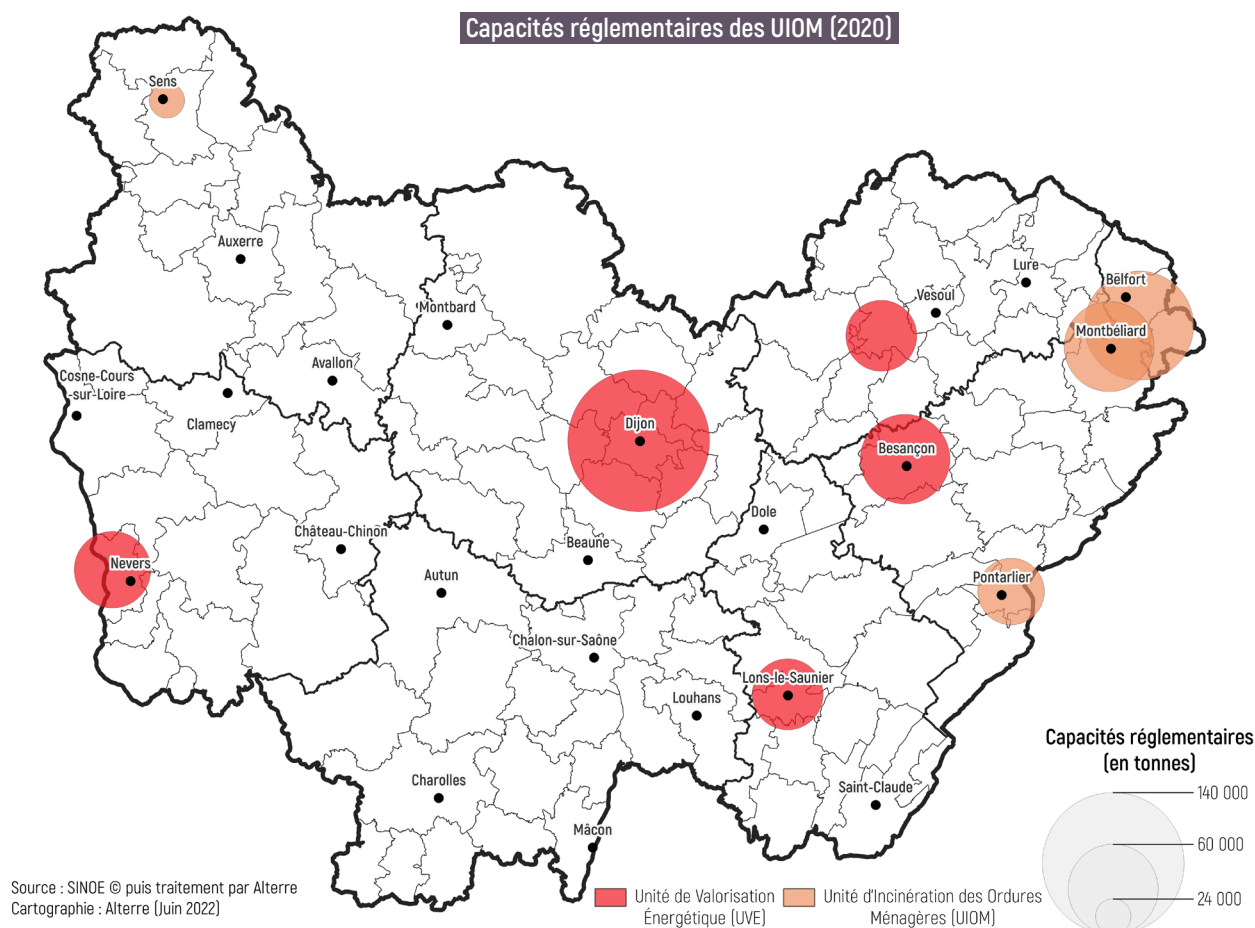 Capacités réglementaires des UIOM (2020)
Sens
Auxerre
Montbard
Avallon
Cosne-Cours
-sur-Loire
Clamecy
Lure
Belfort
Vesoul
Montbéliard
Dijon
Besançon
Dole
Château-Chinon
Nevers
Beaune
Autun
Pontarlier
Chalon-sur-Saône
Lons-le-Saunier
Louhans
Charolles
Saint-Claude
Mâcon
Capacités réglementaires
(en tonnes)
140 000
60 000
24 000
Source : SINOE © puis traitement par Alterre
Cartographie : Alterre (Juin 2022)
Unité de Valorisation
Énergétique (UVE)
Unité d'Incinération des Ordures
Ménagères (UIOM)